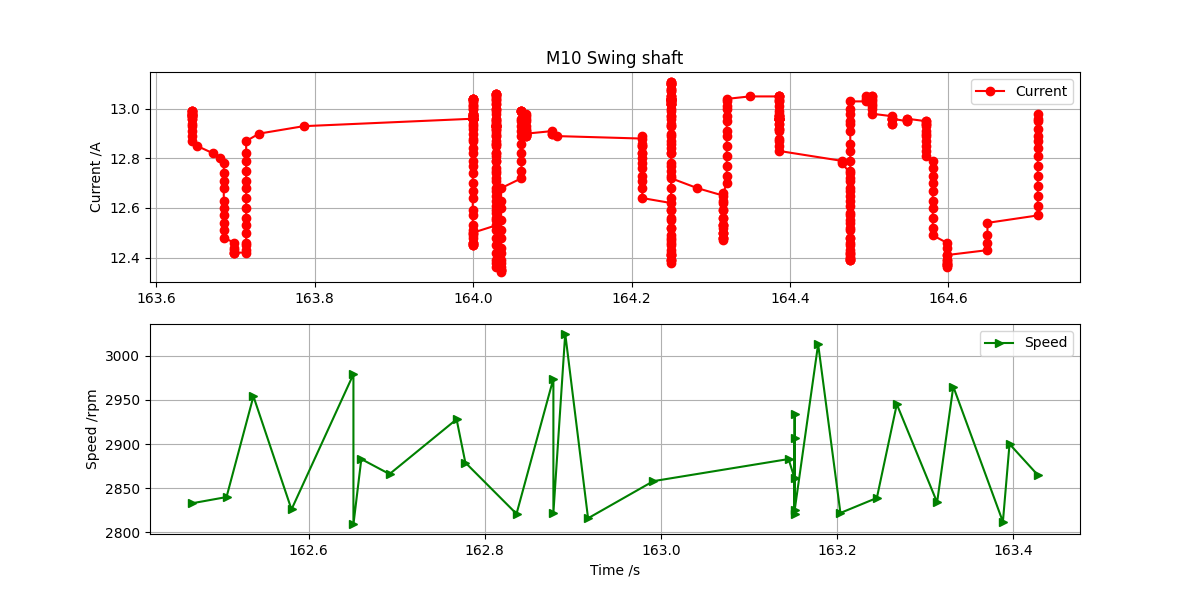 M10 Swing shaft
Current /A
13.0
12.8
12.6
12.4
Current
163.6 163.8 164.0 164.2 164.4 164.6
Speed /rpm
3000
2950
2900
2850
2800
Speed
162.6 162.8 163.0 163.2 163.4
Time /s